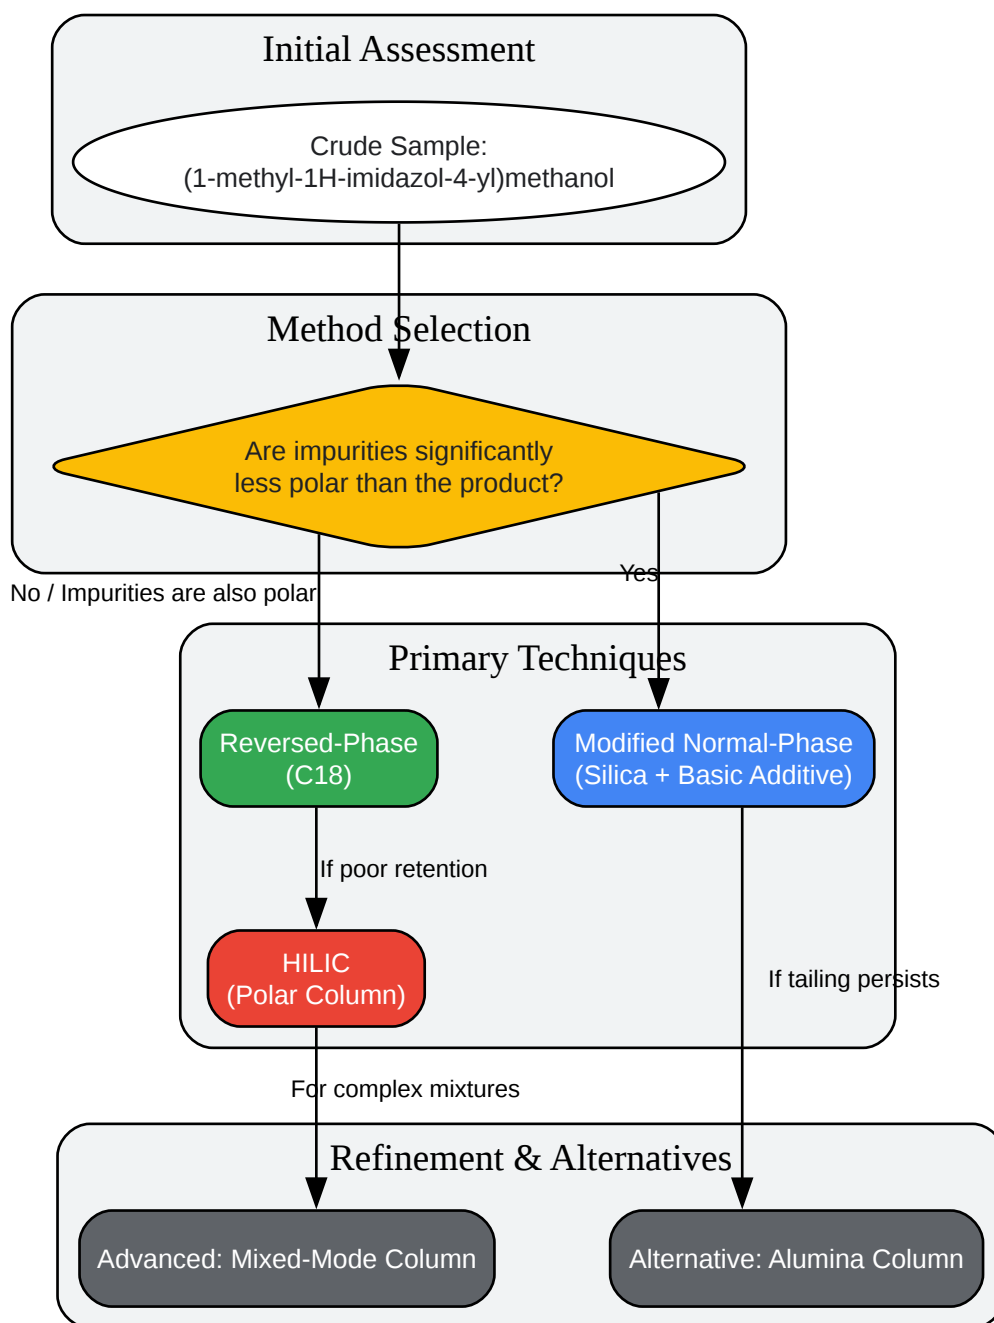 Initial Assessment
Crude Sample:
(1-methyl-1H-imidazol-4-yl)methanol
Method Selection
Are impurities significantly
less polar than the product?
No / Impurities are also polar
Yes
Primary Techniques
Reversed-Phase
(C18)
Modified Normal-Phase
(Silica + Basic Additive)
If poor retention
HILIC
(Polar Column)
If tailing persists
For complex mixtures
Refinement & Alternatives
Advanced: Mixed-Mode Column
Alternative: Alumina Column